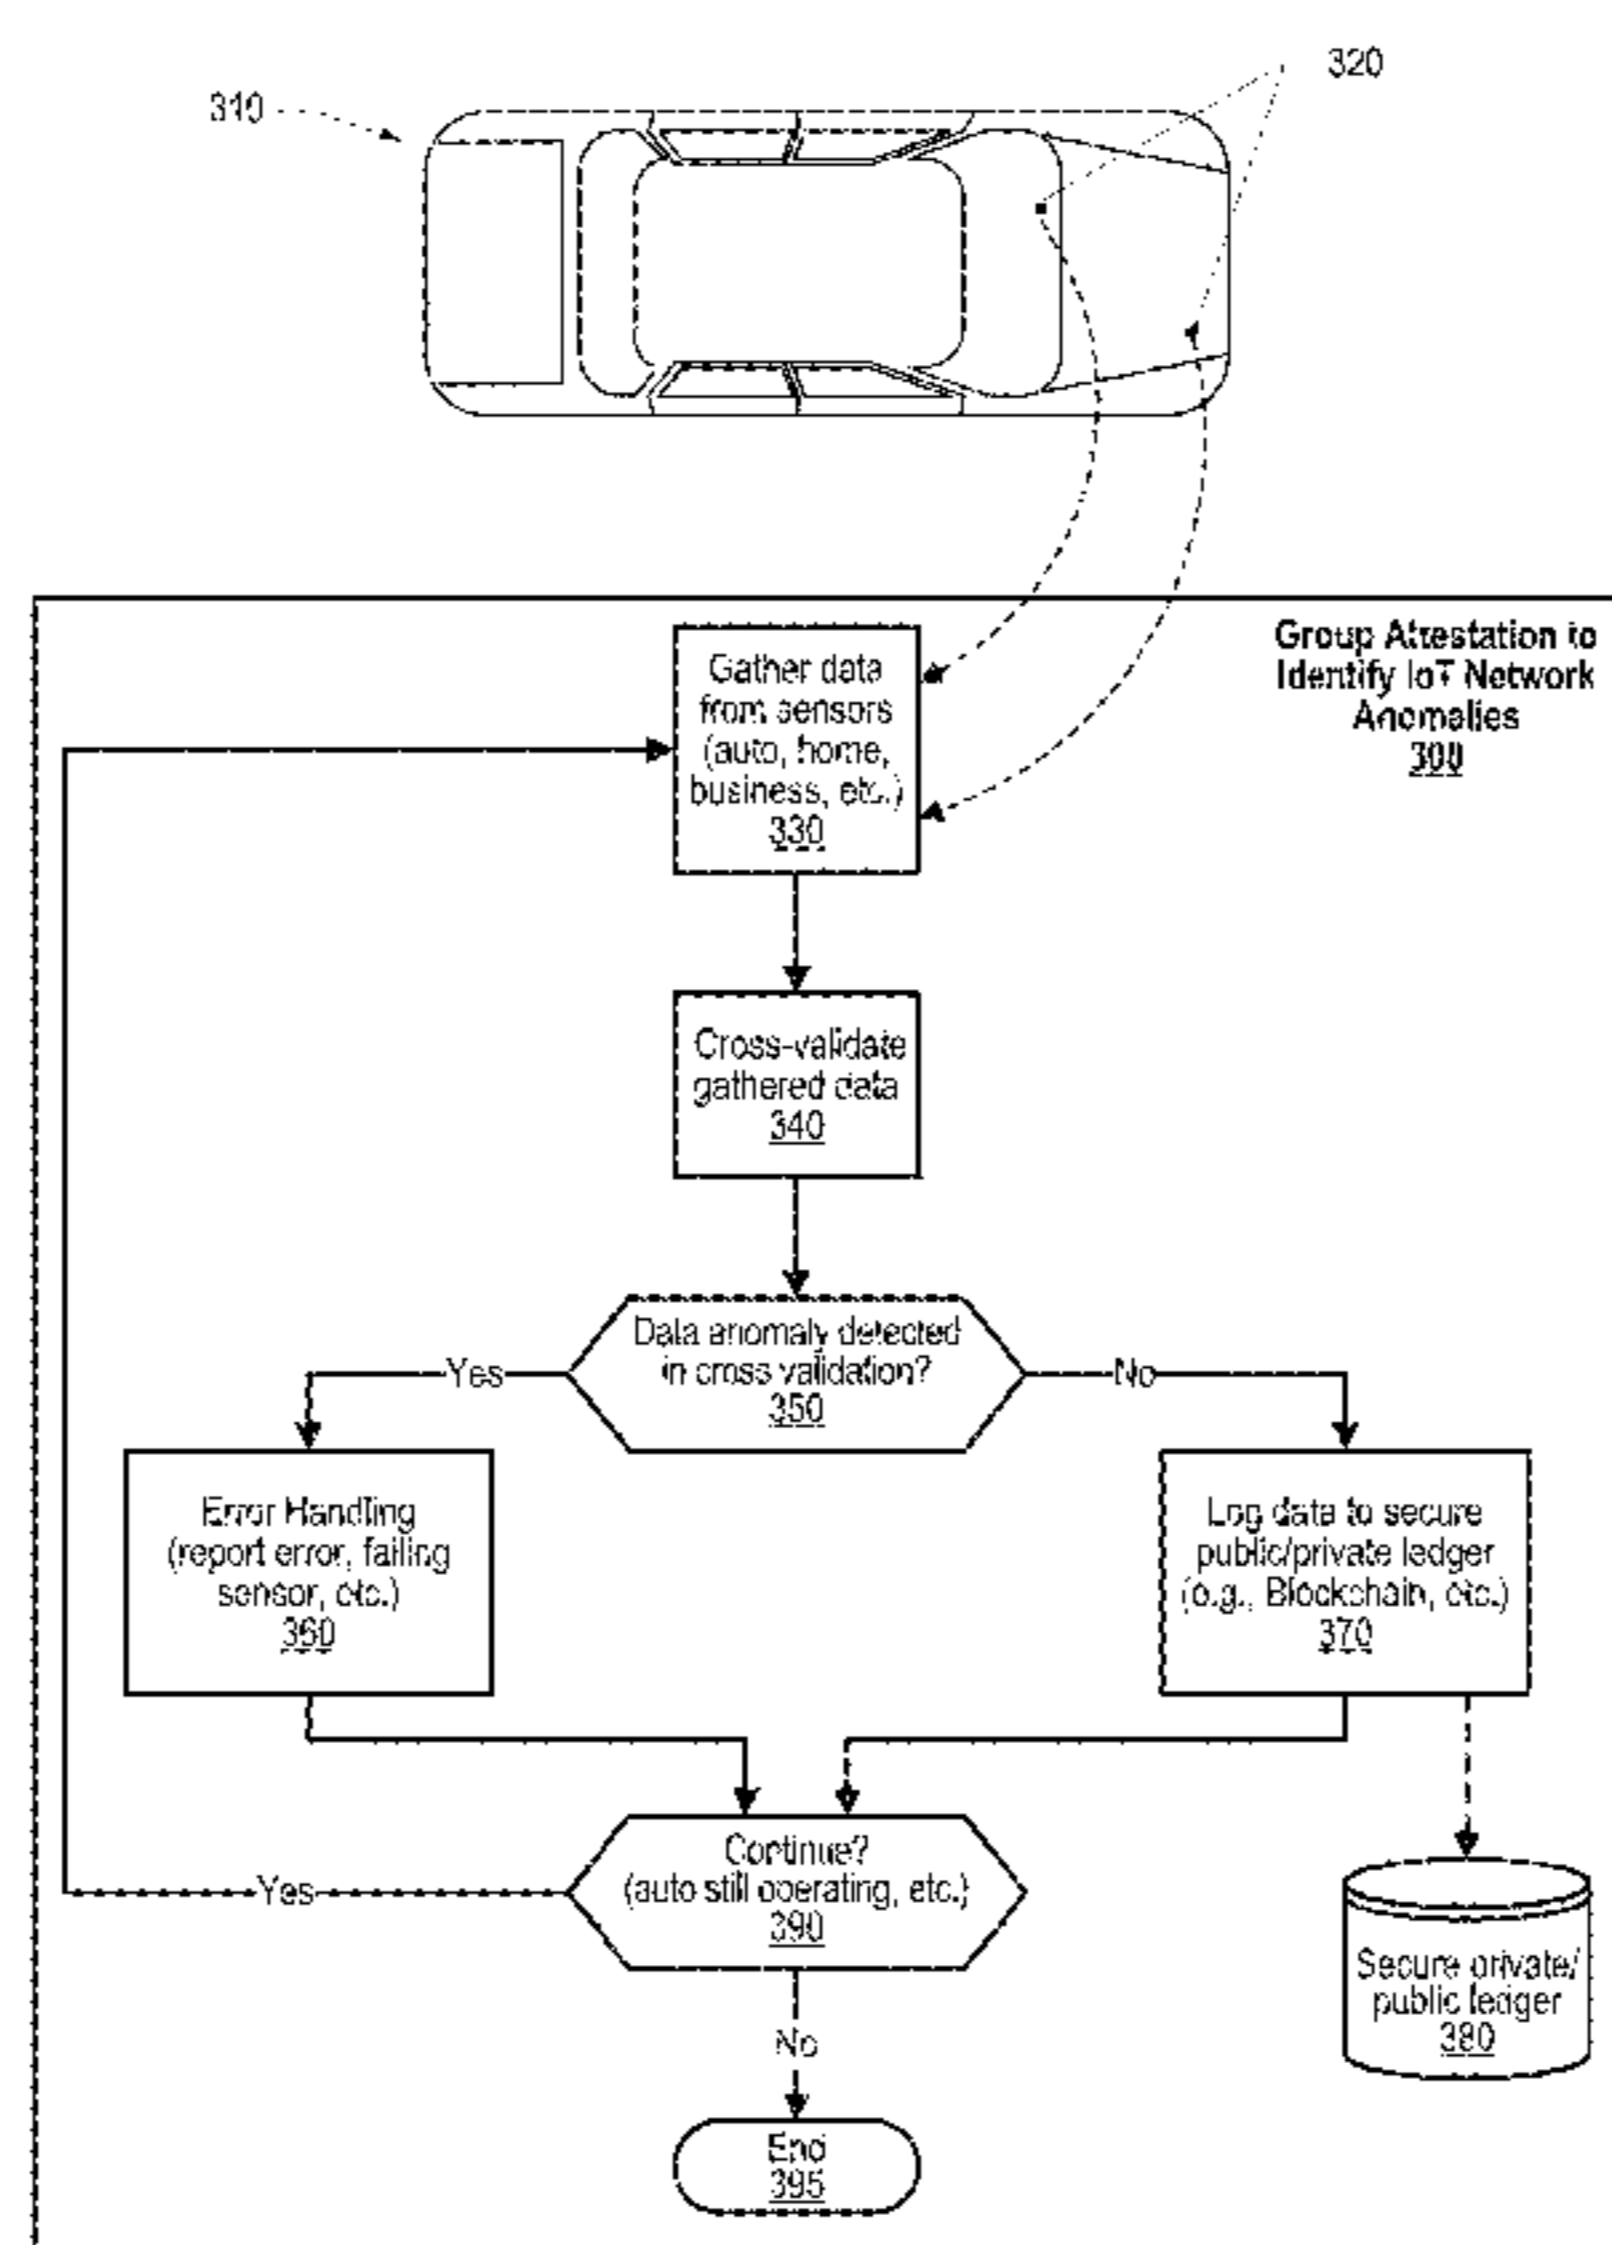 310
320
Group Attestation to
Identify IoT Network
Anomalies
300
Gather data
from sensors
(auto, home,
business, etc.)
330
Cross-validate
gathered data
340
Data anomaly detected
in cross validation?
350
Yes
No
Error Handling
(report error, failing
sensor, etc.)
360
Log data to secure
public/private ledger
(e.g., Blockchain, etc.)
370
Continue?
(auto still operating, etc.)
390
Yes
No
Secure private/
public ledger
380
End
395